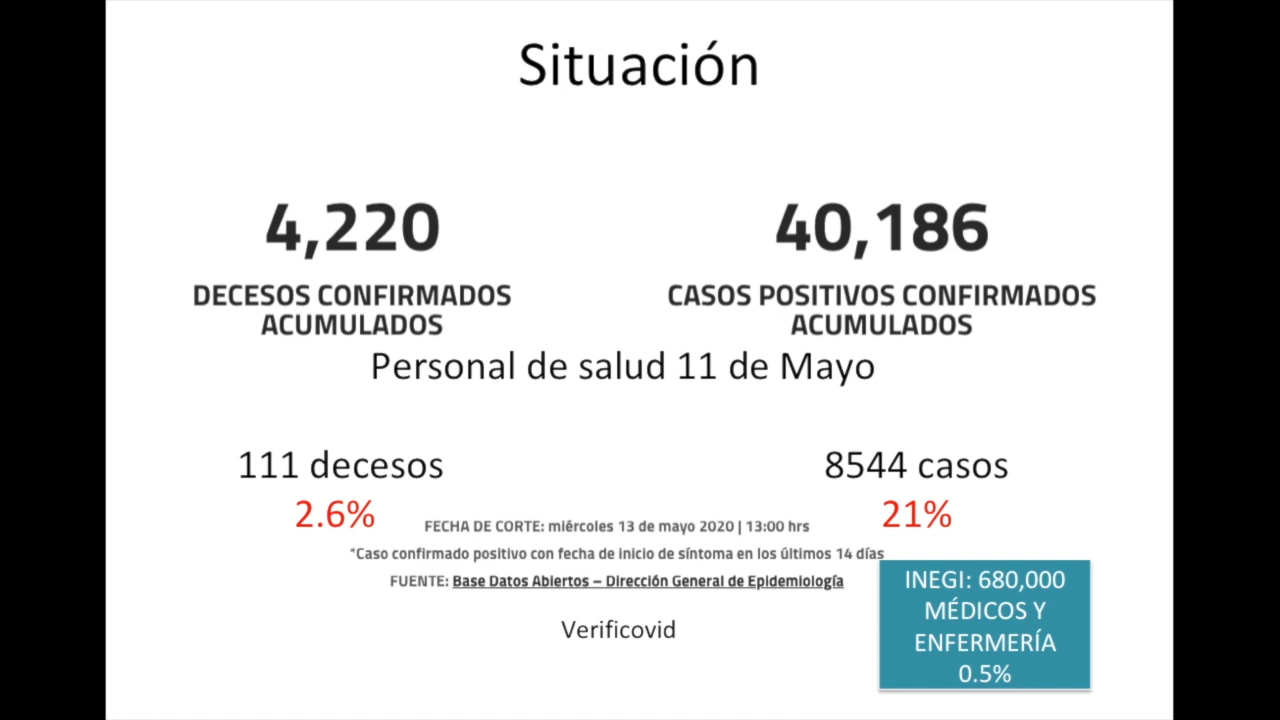 Situación
4,220
DECESOS CONFIRMADOS
ACUMULADOS
40,186
CASOS POSITIVOS CONFIRMADOS
ACUMULADOS
Personal de salud 11 de Mayo
111 decesos
2.6%
8544 casos
21%
FECHA DE CORTE: miércoles 13 de mayo 2020 | 13:00 hrs
*Caso confirmado positivo con fecha de inicio de síntoma en los últimos 14 días
FUENTE: Base Datos Abiertos – Dirección General de Epidemiología
Verificovid
INEGI: 680,000
MÉDICOS Y
ENFERMERÍA
0.5%